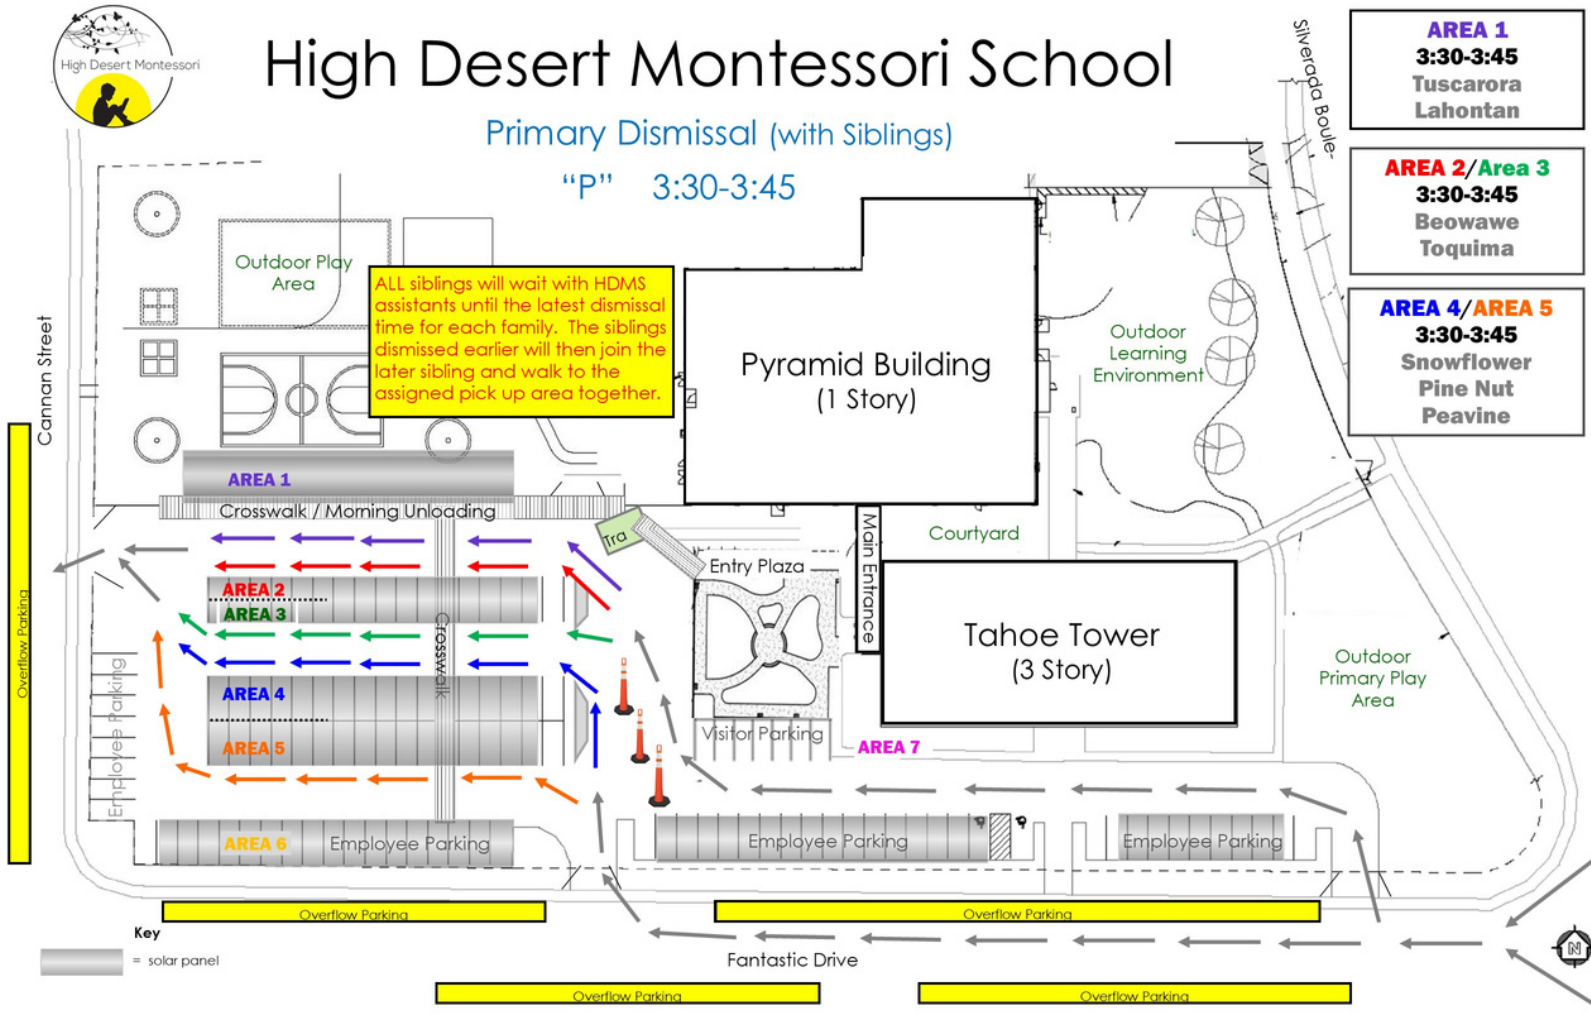 High Desert Montessori
High Desert Montessori School
Primary Dismissal (with Siblings)
"P" 3:30-3:45
Silverada Boule-
AREA 1
3:30-3:45
Tuscarora
Lahontan
AREA 2/Area 3
3:30-3:45
Beowawe
Toquima
AREA 4/AREA 5
3:30-3:45
Snowflower
Pine Nut
Peavine
Outdoor Play
Area
ALL siblings will wait with HDMS
assistants until the latest dismissal
time for each family. The siblings
dismissed earlier will then join the
later sibling and walk to the
assigned pick up area together.
Pyramid Building
(1 Story)
Outdoor
Learning
Environment
Cannan Street
AREA 1
Crosswalk / Morning Unloading
Tra
Main Entrance
Courtyard
Entry Plaza
AREA 2
AREA 3
Crosswalk
Tahoe Tower
(3 Story)
Outdoor
Primary Play
Area
Overflow Parking
Employee Parking
AREA 4
AREA 5
Visitor Parking
AREA 7
AREA 6
Employee Parking
Employee Parking
Employee Parking
Overflow Parking
Overflow Parking
Key
= solar panel
Fantastic Drive
N
Overflow Parking
Overflow Parking